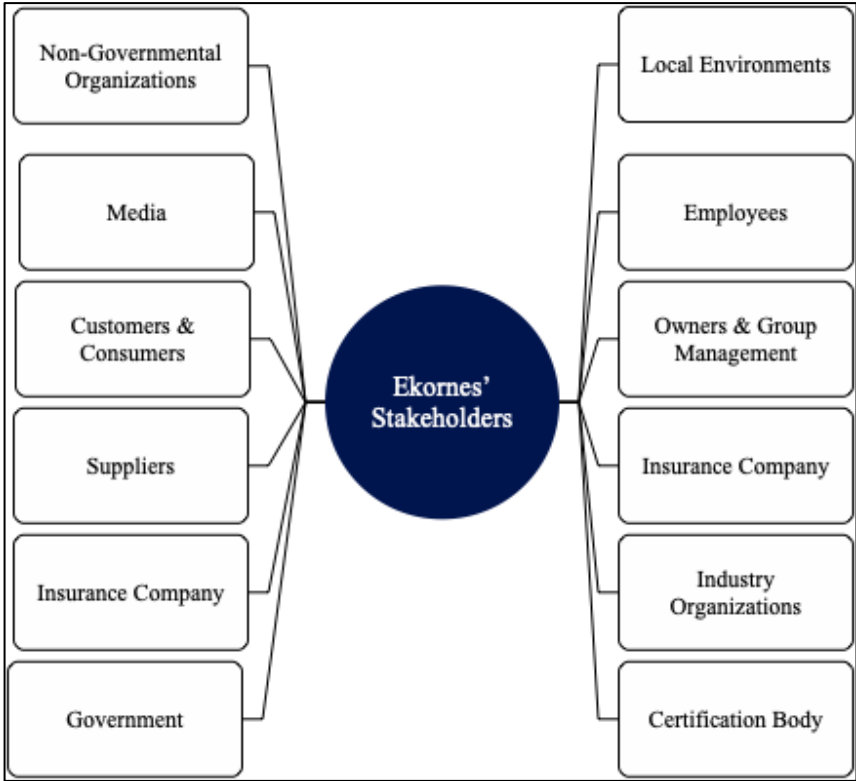 Non-Governmental
Organizations
Media
Customers &
Consumers
Suppliers
Insurance Company
Government
Ekornes’
Stakeholders
Local Environments
Employees
Owners & Group
Management
Insurance Company
Industry
Organizations
Certification Body